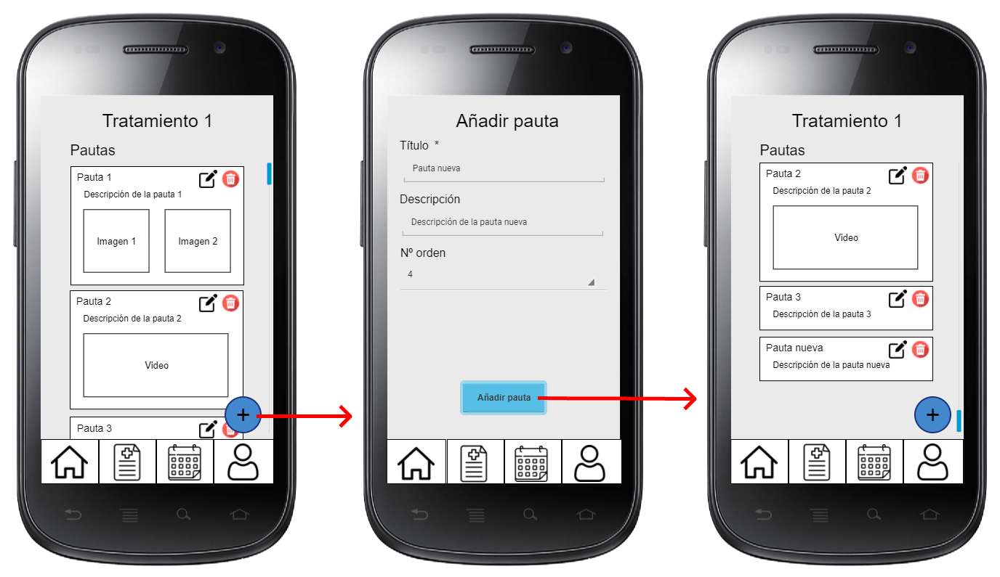 Tratamiento 1
Pautas
Pauta 1
Descripción de la pauta 1
Imagen 1
Imagen 2
Pauta 2
Descripción de la pauta 2
Video
Pauta 3
+
Añadir pauta
Título *
Pauta nueva
Descripción
Descripción de la pauta nueva
Nº orden
4
Añadir pauta
Tratamiento 1
Pautas
Pauta 2
Descripción de la pauta 2
Video
Pauta 3
Descripción de la pauta 3
Pauta nueva
Descripción de la pauta nueva
+